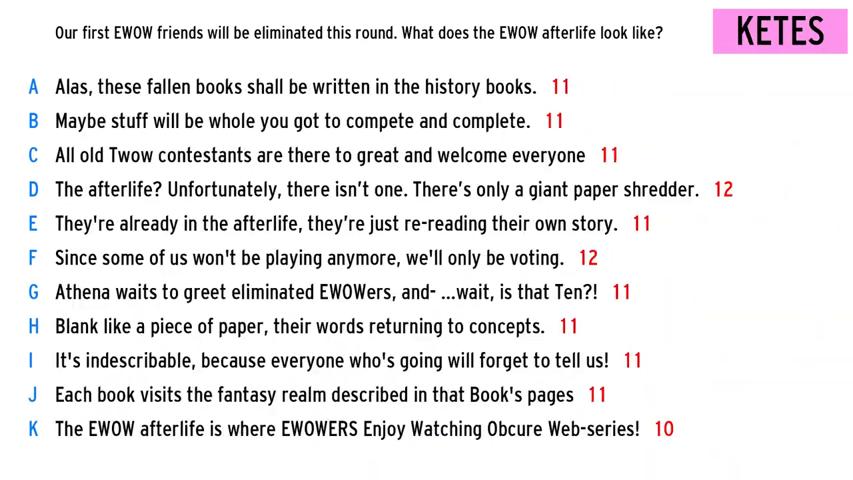 Our first EWOW friends will be eliminated this round. What does the EWOW afterlife look like?
KETES
A Alas, these fallen books shall be written in the history books. 11
B Maybe stuff will be whole you got to compete and complete. 11
C All old Twow contestants are there to great and welcome everyone 11
D The afterlife? Unfortunately, there isn't one. There's only a giant paper shredder. 12
E They're already in the afterlife, they're just re-reading their own story. 11
F Since some of us won't be playing anymore, we'll only be voting. 12
G Athena waits to greet eliminated EWOWers, and- ...wait, is that Ten?! 11
H Blank like a piece of paper, their words returning to concepts. 11
I It's indescribable, because everyone who's going will forget to tell us! 11
J Each book visits the fantasy realm described in that Book's pages 11
K The EWOW afterlife is where EWOWERS Enjoy Watching Obcure Web-series! 10